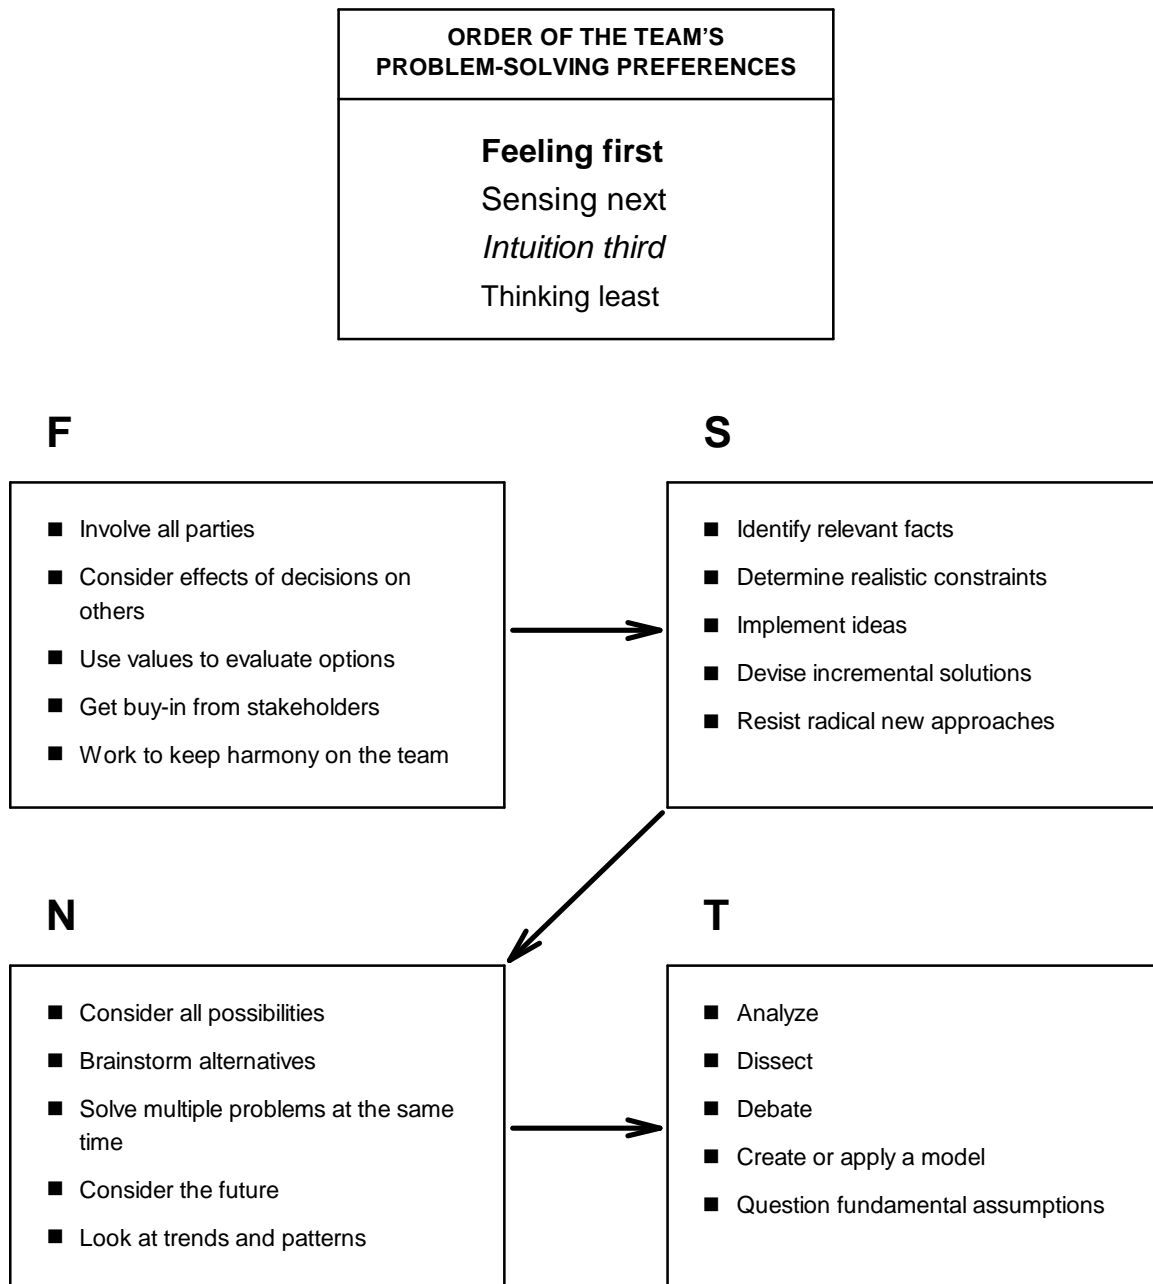 ORDER OF THE TEAM’S
PROBLEM-SOLVING PREFERENCES
Feeling first
Sensing next
Intuition third
Thinking least
F
■ Involve all parties
■ Consider effects of decisions on
others
■ Use values to evaluate options
■ Get buy-in from stakeholders
■ Work to keep harmony on the team
S
■ Identify relevant facts
■ Determine realistic constraints
■ Implement ideas
■ Devise incremental solutions
■ Resist radical new approaches
N
■ Consider all possibilities
■ Brainstorm alternatives
■ Solve multiple problems at the same
time
■ Consider the future
■ Look at trends and patterns
T
■ Analyze
■ Dissect
■ Debate
■ Create or apply a model
■ Question fundamental assumptions